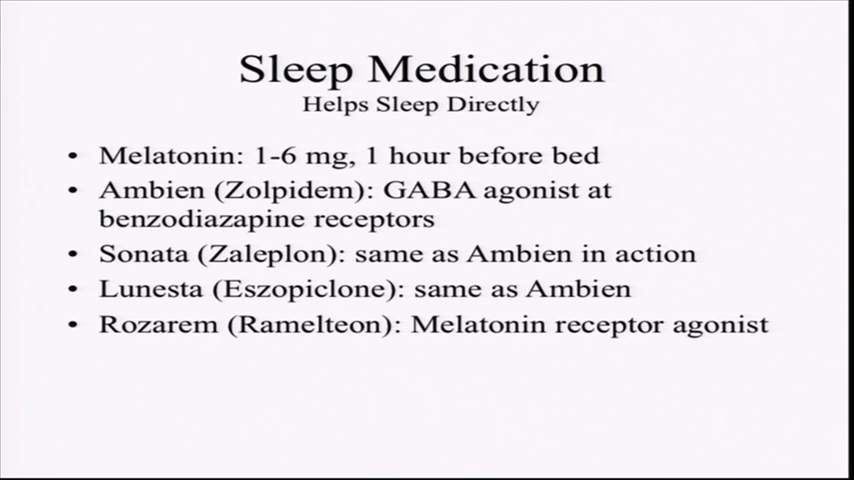 Sleep Medication
Helps Sleep Directly
• Melatonin: 1-6 mg, 1 hour before bed
• Ambien (Zolpidem): GABA agonist at
benzodiazapine receptors
• Sonata (Zaleplon): same as Ambien in action
• Lunesta (Eszopiclone): same as Ambien
• Rozarem (Ramelteon): Melatonin receptor agonist